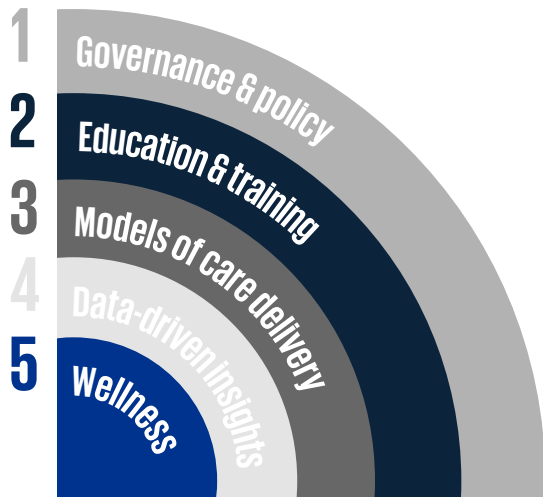 1 Governance & policy
2 Education & training
3 Models of care delivery
4 Data-driven insights
5 Wellness